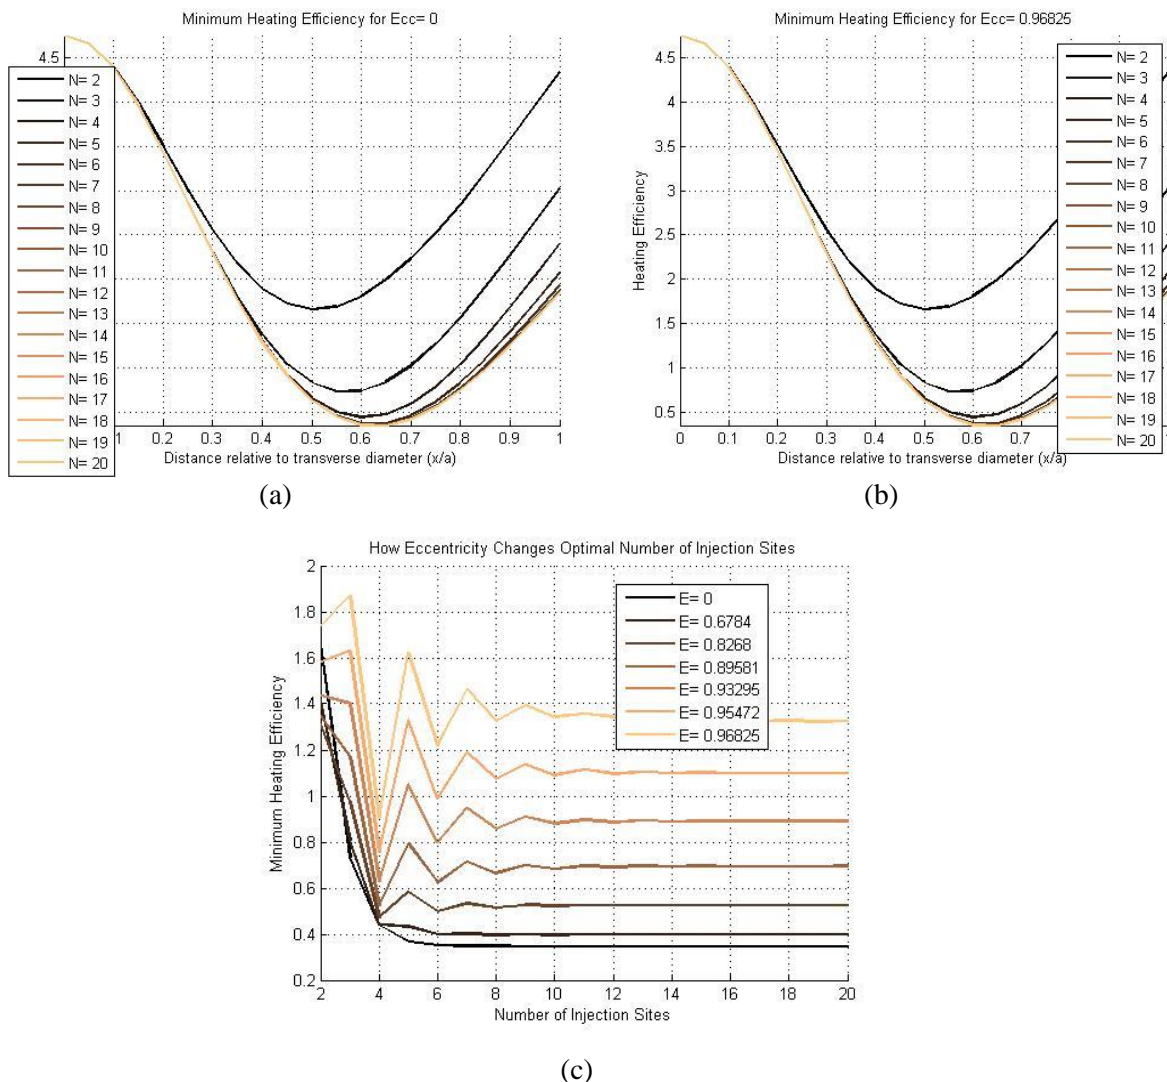 Minimum Heating Efficiency for Ecc= 0
4.5
N= 2
N= 3
N= 4
N= 5
N= 6
N= 7
N= 8
N= 9
N= 10
N= 11
N= 12
N= 13
N= 14
N= 15
N= 16
N= 17
N= 18
N= 19
N= 20
1 0.2 0.3 0.4 0.5 0.6 0.7 0.8 0.9 1
Distance relative to transverse diameter (x/a)
(a)
Minimum Heating Efficiency for Ecc= 0.96825
Heating Efficiency
4.5
4
3.5
3
2.5
2
1.5
1
0.5
N= 2
N= 3
N= 4
N= 5
N= 6
N= 7
N= 8
N= 9
N= 10
N= 11
N= 12
N= 13
N= 14
N= 15
N= 16
N= 17
N= 18
N= 19
N= 20
0 0.1 0.2 0.3 0.4 0.5 0.6 0.7
Distance relative to transverse diameter (x/a)
(b)
How Eccentricity Changes Optimal Number of Injection Sites
Minimum Heating Efficiency
2
1.8
1.6
1.4
1.2
1
0.8
0.6
0.4
0.2
E= 0
E= 0.6784
E= 0.8268
E= 0.89581
E= 0.93295
E= 0.95472
E= 0.96825
2 4 6 8 10 12 14 16 18 20
Number of Injection Sites
(c)